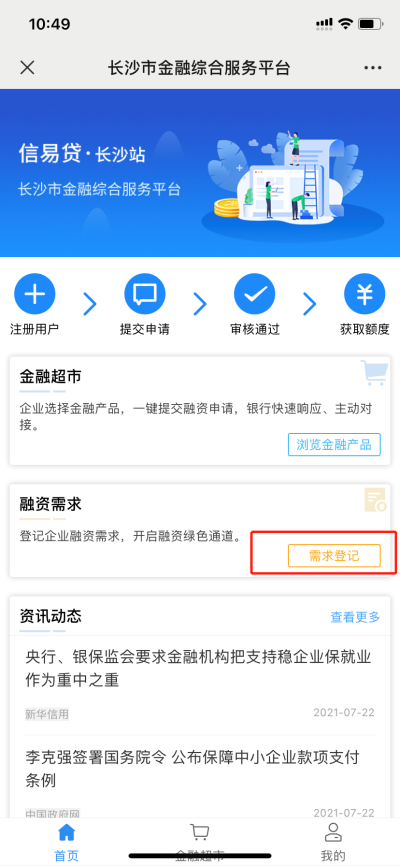 10:49
长沙市金融综合服务平台
信易贷·长沙站
长沙市金融综合服务平台
注册用户
提交申请
审核通过
获取额度
金融超市
企业选择金融产品，一键提交融资申请，银行快速响应、主动对
接。
浏览金融产品
融资需求
登记企业融资需求，开启融资绿色通道。
需求登记
资讯动态
查看更多
央行、银保监会要求金融机构把支持稳企业保就业
作为重中之重
新华信用
2021-07-22
李克强签署国务院令 公布保障中小企业款项支付
条例
中国政府网
2021-07-22
首页
金融超市
我的